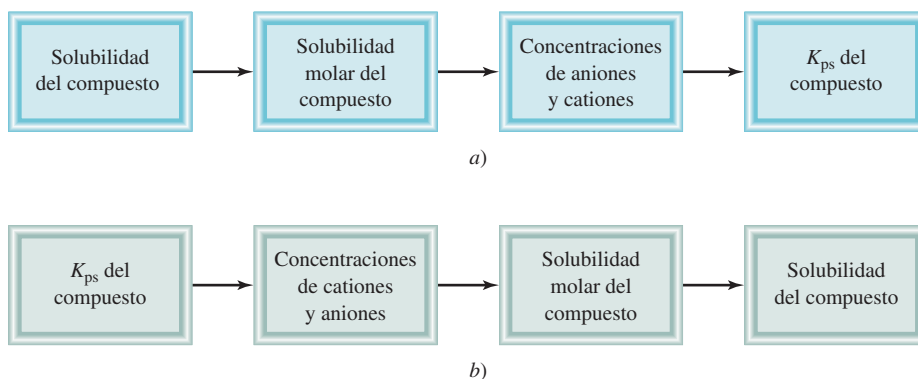 Solubilidad
del compuesto
Solubilidad
molar del
compuesto
Concentraciones
de aniones
y cationes
Kps del
compuesto
a)
Kps del
compuesto
Concentraciones
de cationes
y aniones
Solubilidad
molar del
compuesto
Solubilidad
del compuesto
b)